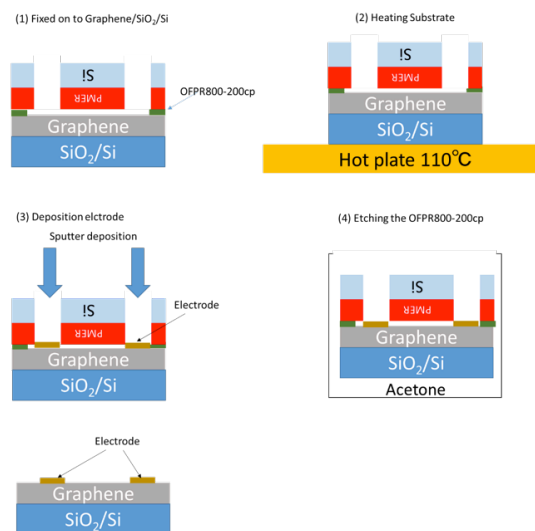 (1) Fixed on to Graphene/SiO2/Si
Si
PMER
OFPR800-200cp
Graphene
SiO2/Si
(2) Heating Substrate
Si
PMER
Graphene
SiO2/Si
Hot plate 110℃
(3) Deposition elctrode
Sputter deposition
Si
PMER
Electrode
Graphene
SiO2/Si
(4) Etching the OFPR800-200cp
Si
PMER
Graphene
SiO2/Si
Acetone
Electrode
Graphene
SiO2/Si